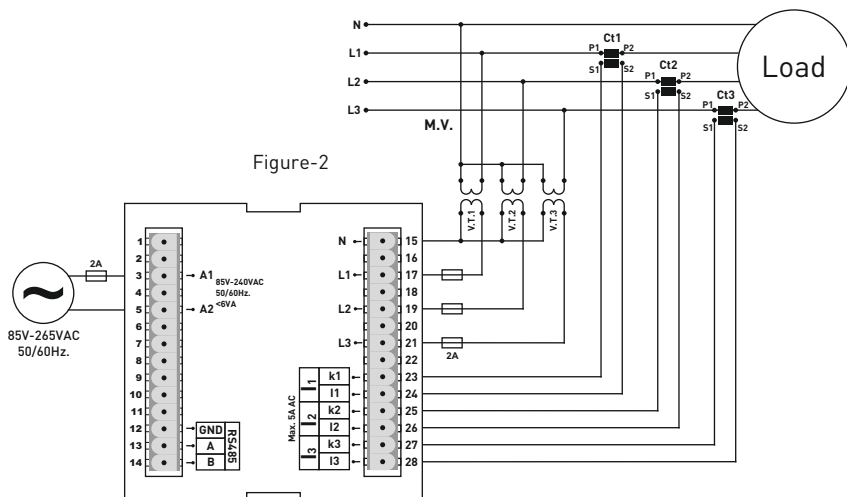 N
L1
L2
L3
Ct1
P1 P2
S1 S2
Ct2
P1 P2
S1 S2
Ct3
P1 P2
S1 S2
Load
M.V.
Figure-2
V.T.1
V.T.2
V.T.3
2A
85V-265VAC
50/60Hz.
1
2
3
4
5
6
7
8
9
10
11
12
13
14
A1
A2
85V-240VAC
50/60Hz.
<6VA
GND
A
B
RS485
N
L1
L2
L3
Max. 5A AC
I1
k1
l1
I2
k2
l2
I3
k3
l3
15
16
17
18
19
20
21
22
23
24
25
26
27
28
2A